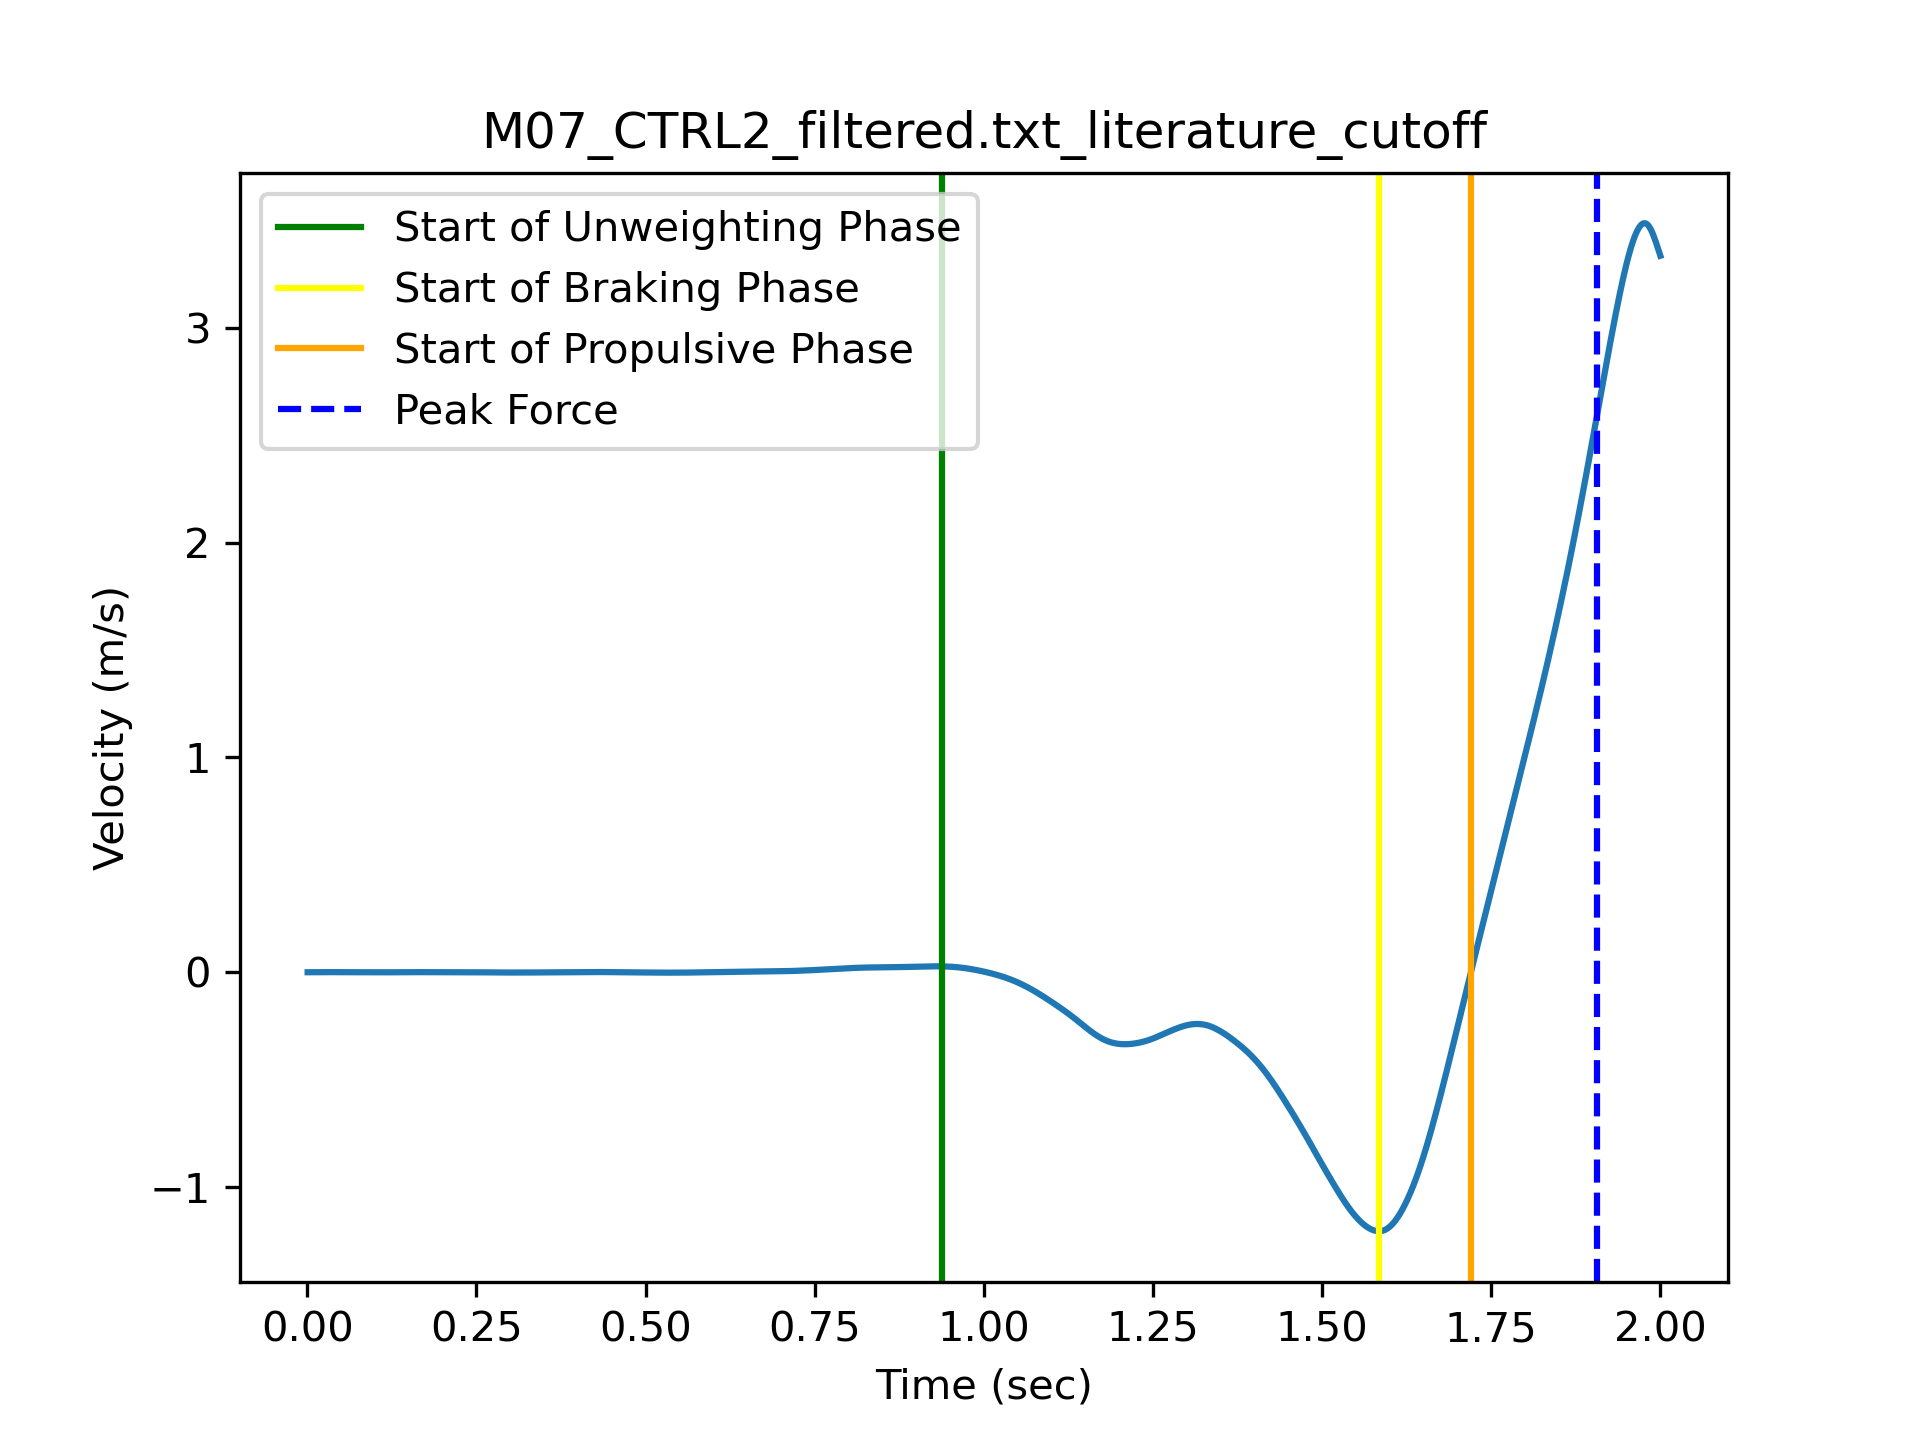 M07_CTRL2_filtered.txt_literature_cutoff
Start of Unweighting Phase
Start of Braking Phase
Start of Propulsive Phase
Peak Force
3
2
1
0
−1
Velocity (m/s)
0.00 0.25 0.50 0.75 1.00 1.25 1.50 1.75 2.00
Time (sec)